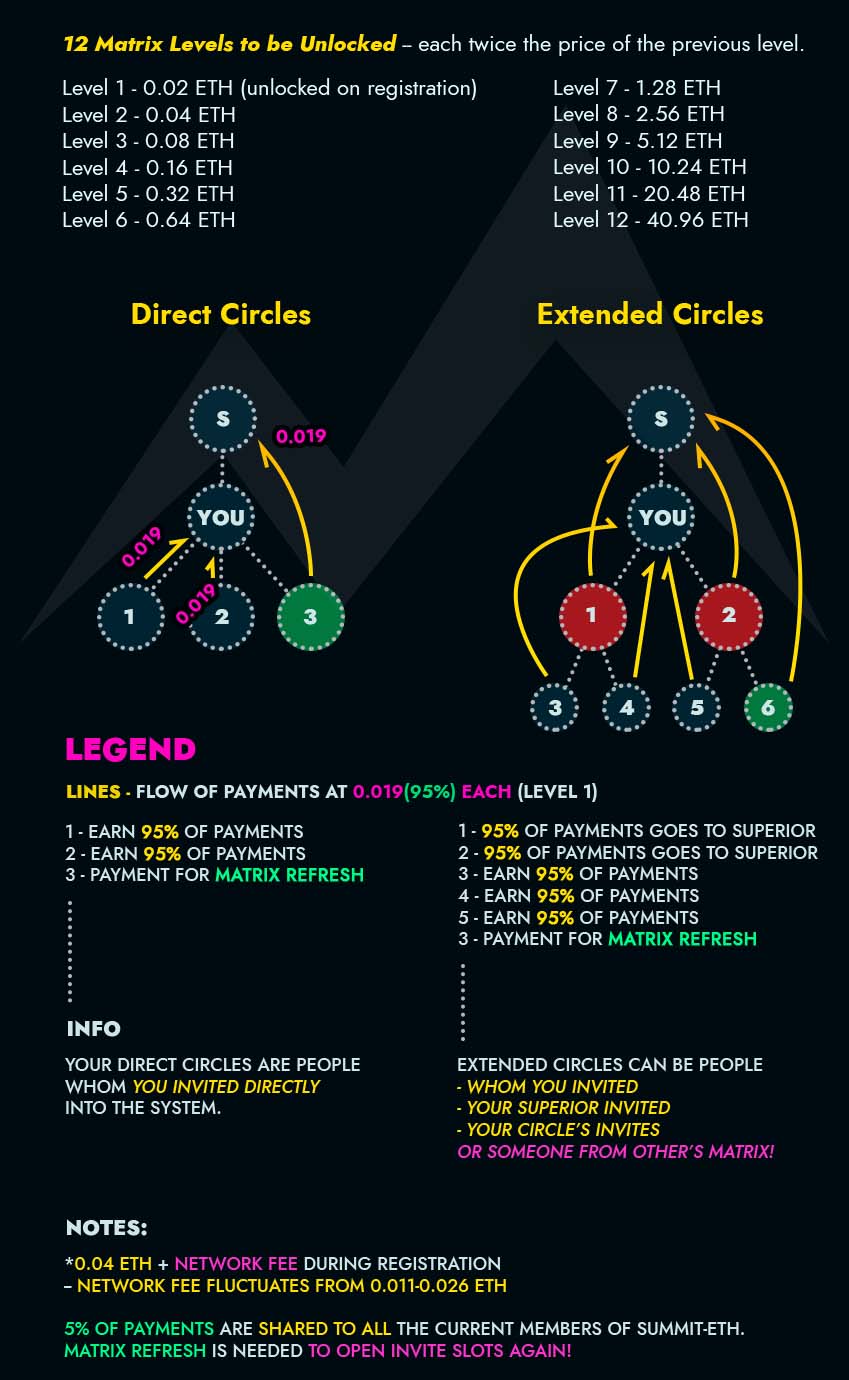 12 Matrix Levels to be Unlocked – each twice the price of the previous level.
Level 1 - 0.02 ETH (unlocked on registration)
Level 2 - 0.04 ETH
Level 3 - 0.08 ETH
Level 4 - 0.16 ETH
Level 5 - 0.32 ETH
Level 6 - 0.64 ETH
Level 7 - 1.28 ETH
Level 8 - 2.56 ETH
Level 9 - 5.12 ETH
Level 10 - 10.24 ETH
Level 11 - 20.48 ETH
Level 12 - 40.96 ETH
Direct Circles
S
0.019
YOU
0.019
0.019
1
2
3
Extended Circles
S
YOU
1
2
3
4
5
6
LEGEND
LINES - FLOW OF PAYMENTS AT 0.019(95%) EACH (LEVEL 1)
1 - EARN 95% OF PAYMENTS
2 - EARN 95% OF PAYMENTS
3 - PAYMENT FOR MATRIX REFRESH
1 - 95% OF PAYMENTS GOES TO SUPERIOR
2 - 95% OF PAYMENTS GOES TO SUPERIOR
3 - EARN 95% OF PAYMENTS
4 - EARN 95% OF PAYMENTS
5 - EARN 95% OF PAYMENTS
3 - PAYMENT FOR MATRIX REFRESH
INFO
YOUR DIRECT CIRCLES ARE PEOPLE
WHOM YOU INVITED DIRECTLY
INTO THE SYSTEM.
EXTENDED CIRCLES CAN BE PEOPLE
- WHOM YOU INVITED
- YOUR SUPERIOR INVITED
- YOUR CIRCLE'S INVITES
OR SOMEONE FROM OTHER'S MATRIX!
NOTES:
*0.04 ETH + NETWORK FEE DURING REGISTRATION
– NETWORK FEE FLUCTUATES FROM 0.011-0.026 ETH
5% OF PAYMENTS ARE SHARED TO ALL THE CURRENT MEMBERS OF SUMMIT-ETH.
MATRIX REFRESH IS NEEDED TO OPEN INVITE SLOTS AGAIN!